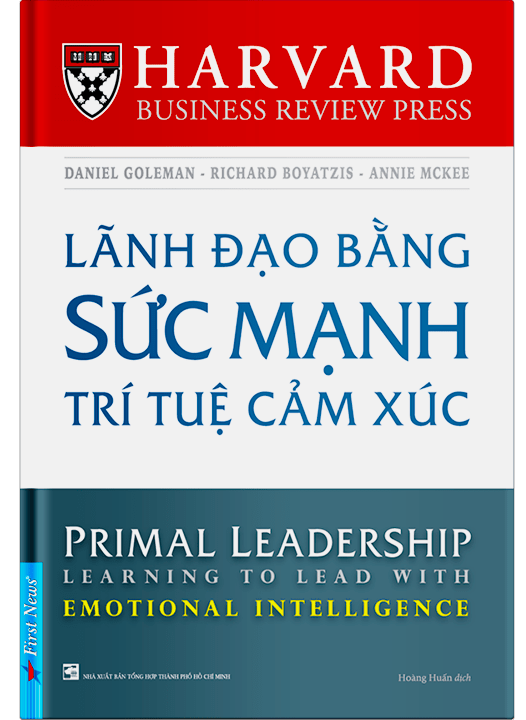 HARVARD
BUSINESS REVIEW PRESS
DANIEL GOLEMAN - RICHARD BOYATZIS - ANNIE MCKEE
LÃNH ĐẠO BẰNG
SỨC MẠNH
TRÍ TUỆ CẢM XÚC
PRIMAL LEADERSHIP
LEARNING TO LEAD WITH
EMOTIONAL INTELLIGENCE
First News
NHÀ XUẤT BẢN TỔNG HỢP THÀNH PHỐ HỒ CHÍ MINH
Hoàng Huấn dịch